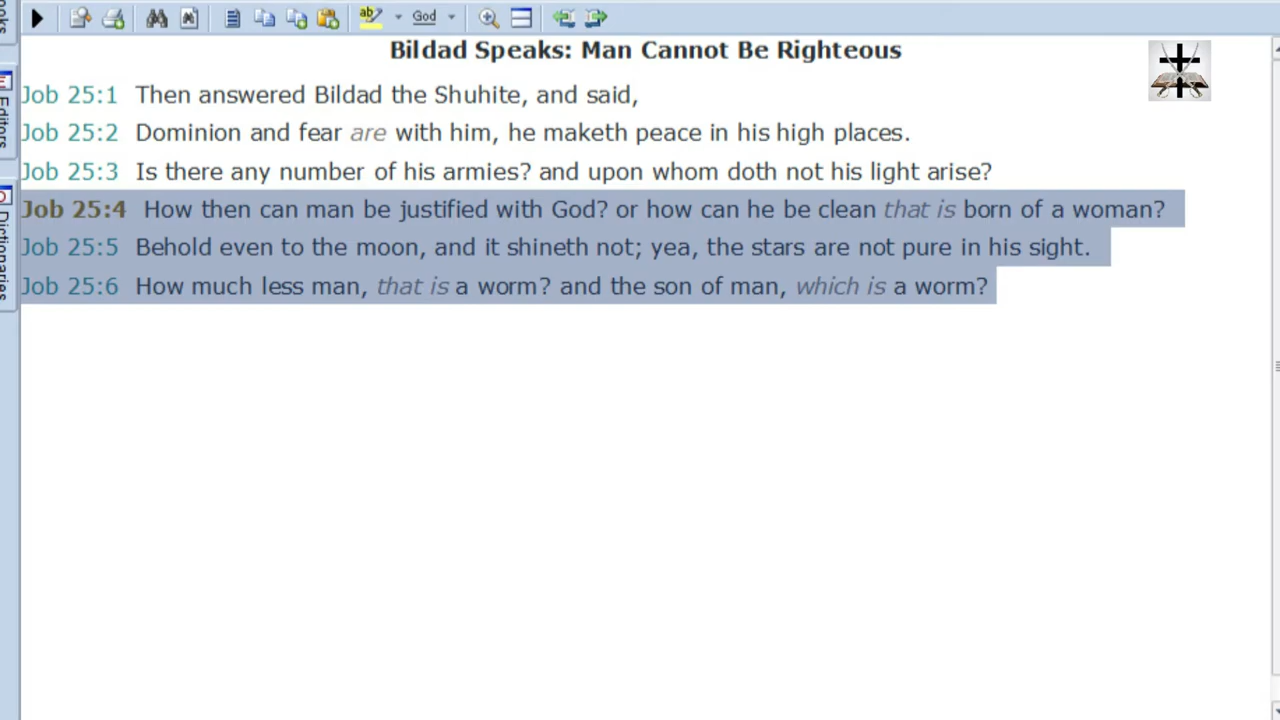 ab
God
Editors
Dictionaries
Bildad Speaks: Man Cannot Be Righteous
Job 25:1 Then answered Bildad the Shuhite, and said,
Job 25:2 Dominion and fear are with him, he maketh peace in his high places.
Job 25:3 Is there any number of his armies? and upon whom doth not his light arise?
Job 25:4 How then can man be justified with God? or how can he be clean that is born of a woman?
Job 25:5 Behold even to the moon, and it shineth not; yea, the stars are not pure in his sight.
Job 25:6 How much less man, that is a worm? and the son of man, which is a worm?